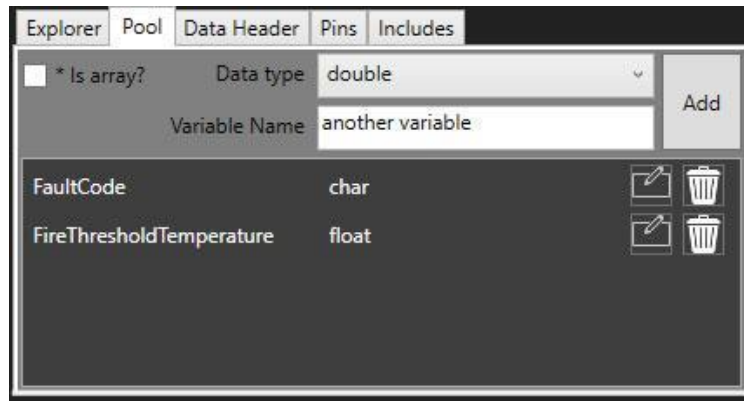 Explorer Pool Data Header Pins Includes
* Is array? Data type double
Add
Variable Name another variable
FaultCode char
FireThresholdTemperature float